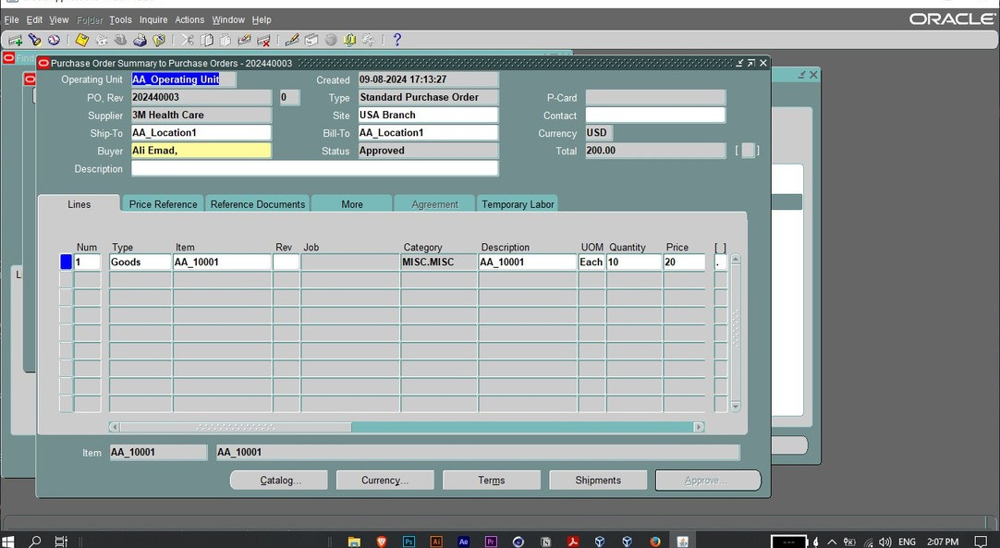 File Edit View Folder Tools Inquire Actions Window Help
ORACLE
?
Find
Purchase Order Summary to Purchase Orders - 202440003
Operating Unit AA_Operating Unit Created 09-08-2024 17:13:27
PO, Rev 202440003 0 Type Standard Purchase Order P-Card
Supplier 3M Health Care Site USA Branch Contact
Ship-To AA_Location1 Bill-To AA_Location1 Currency USD
Buyer Ali Emad, Status Approved Total 200.00 [ ]
Description
Lines Price Reference Reference Documents More Agreement Temporary Labor
Num Type Item Rev Job Category Description UOM Quantity Price [ ]
1 Goods AA_10001 MISC.MISC AA_10001 Each 10 20 .
L
Item AA_10001 AA_10001
Catalog... Currency... Terms Shipments Approve...
Ps Ai Ae Pr ENG 2:07 PM